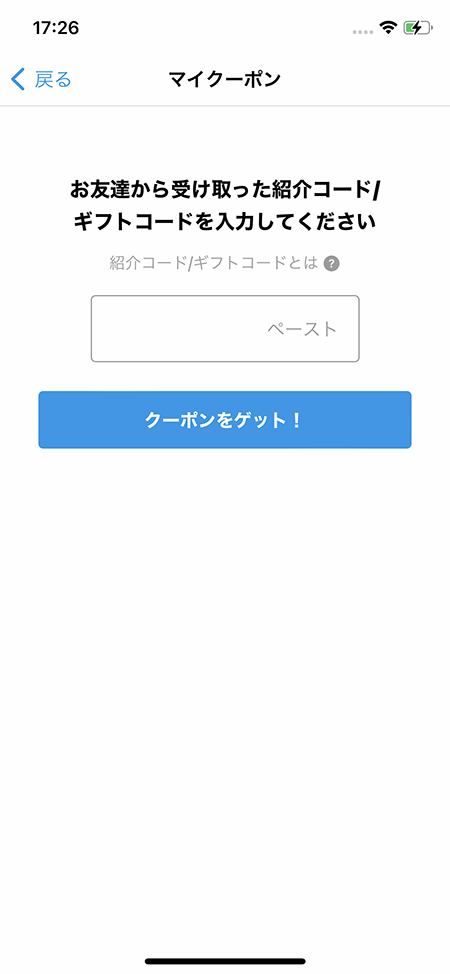 17:26
戻る
マイクーポン
お友達から受け取った紹介コード/
ギフトコードを入力してください
紹介コード/ギフトコードとは ?
ペースト
クーポンをゲット！